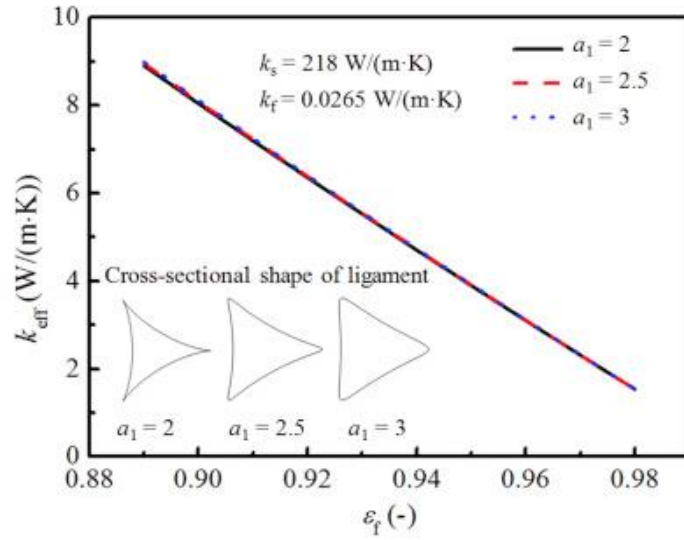 10
8
6
4
2
0
k_eff (W/(m·K))
k_s = 218 W/(m·K)
k_f = 0.0265 W/(m·K)
a_1 = 2
a_1 = 2.5
a_1 = 3
Cross-sectional shape of ligament
a_1 = 2 a_1 = 2.5 a_1 = 3
0.88 0.90 0.92 0.94 0.96 0.98
ε_f (-)